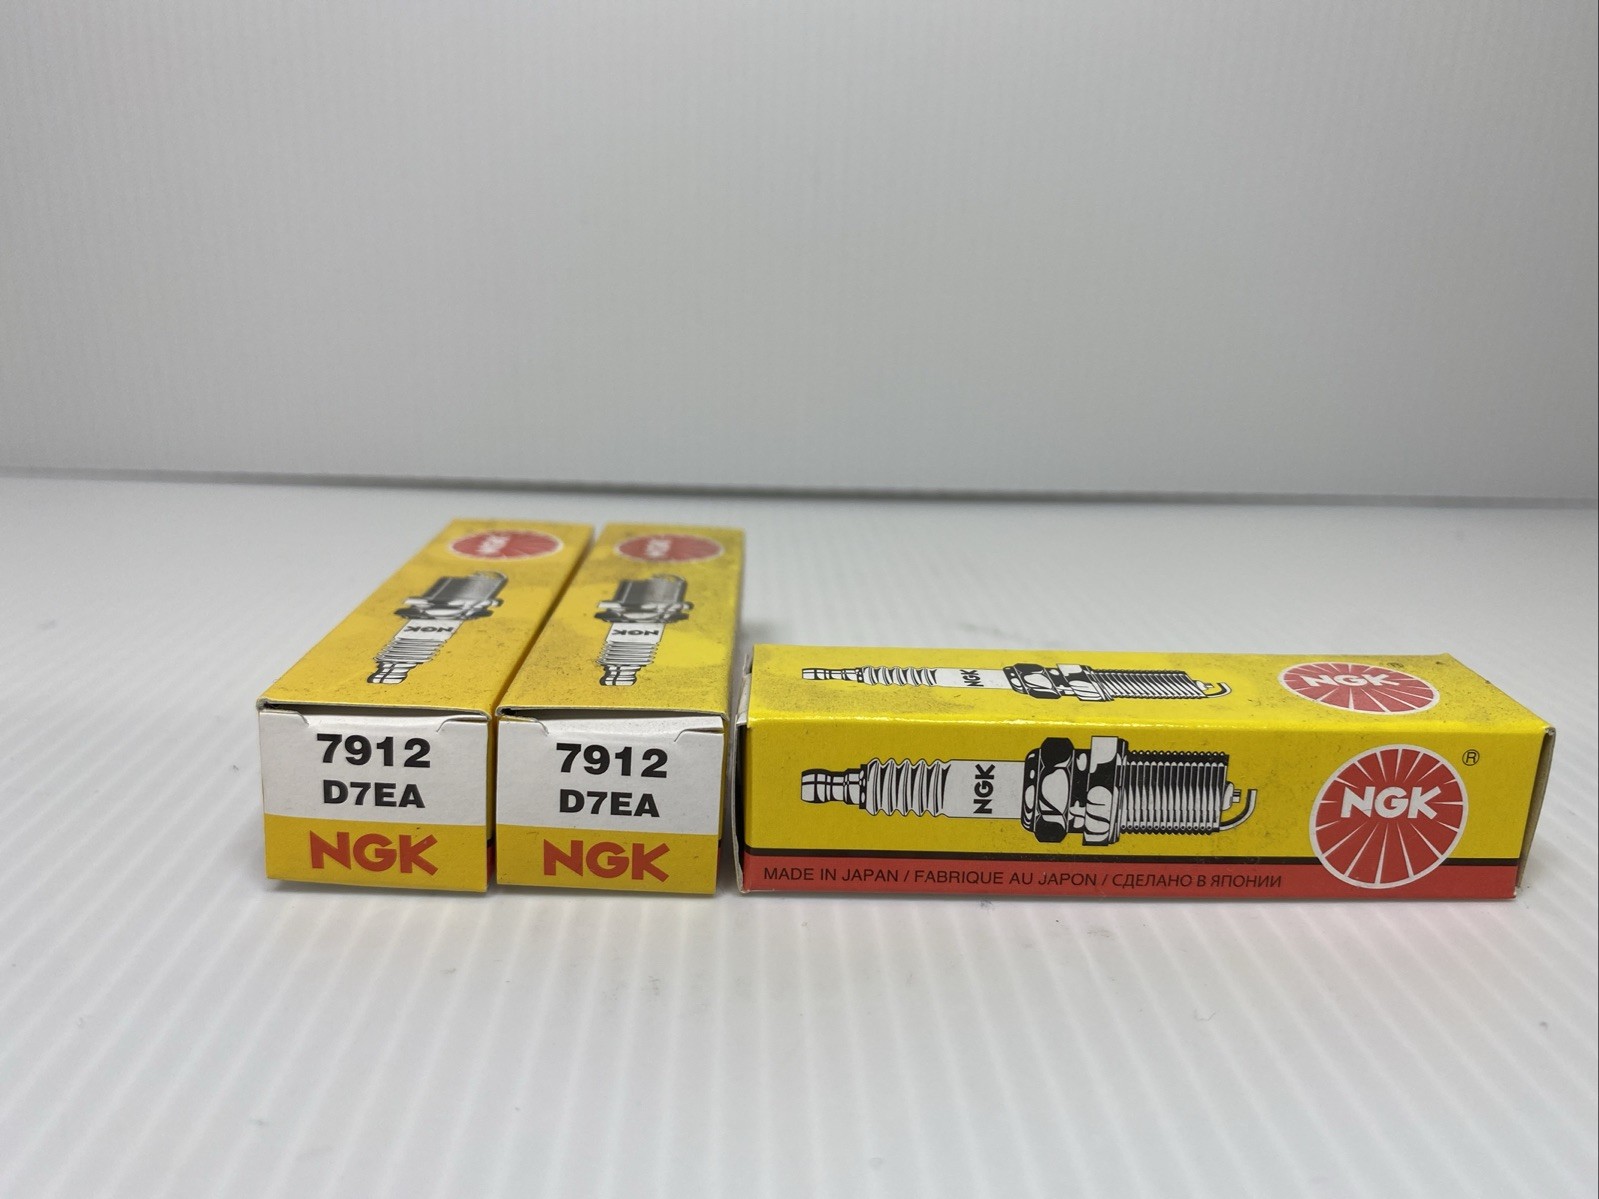 NGK
NGK
7912
D7EA
NGK
NGK
NGK
7912
D7EA
NGK
NGK
NGK
NGK
NGK ®
MADE IN JAPAN / FABRIQUE AU JAPON / СДЕЛАНО В ЯПОНИИ